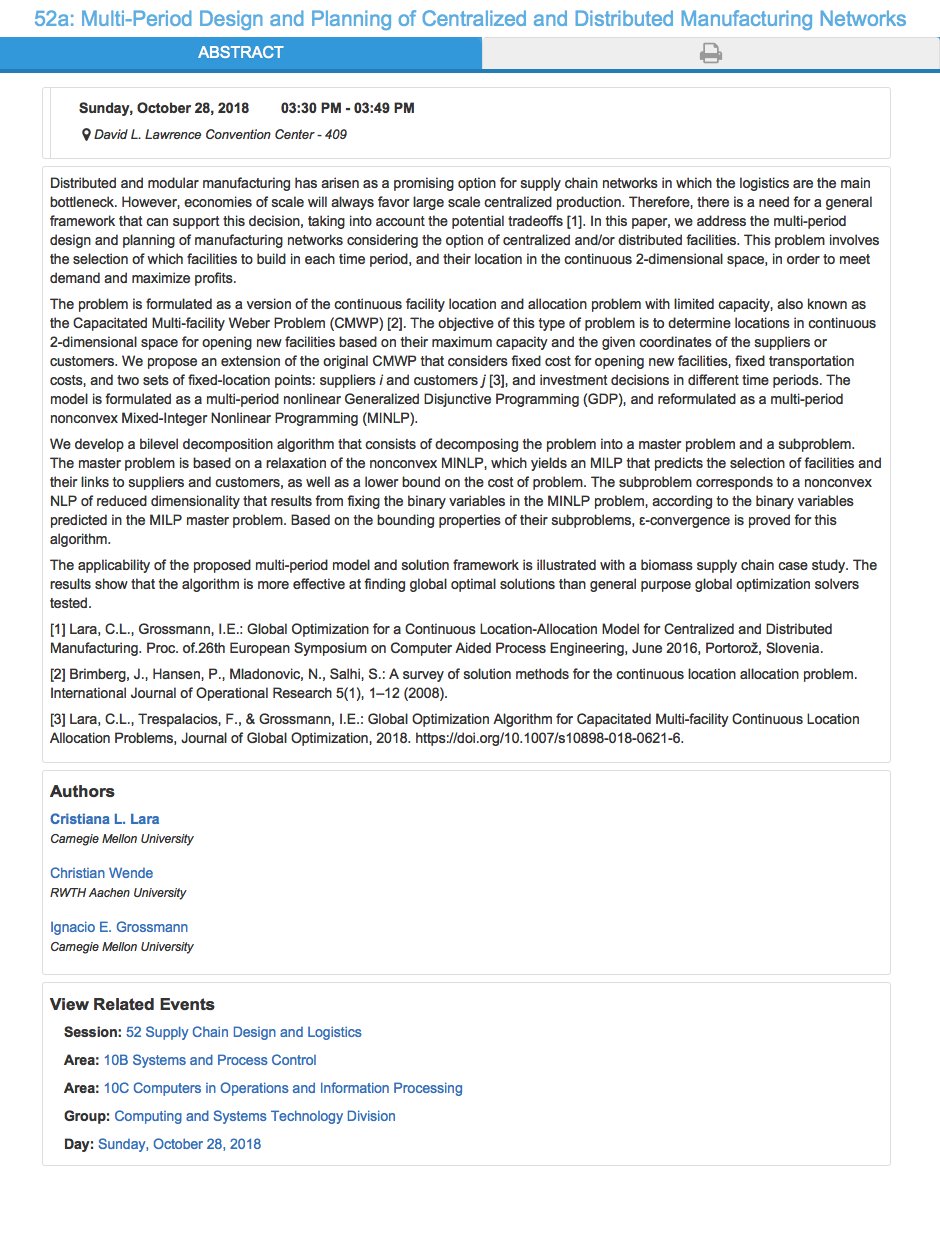 52a: Multi-Period Design and Planning of Centralized and Distributed Manufacturing Networks
ABSTRACT
Sunday, October 28, 2018 03:30 PM - 03:49 PM
David L. Lawrence Convention Center - 409
Distributed and modular manufacturing has arisen as a promising option for supply chain networks in which the logistics are the main
bottleneck. However, economies of scale will always favor large scale centralized production. Therefore, there is a need for a general
framework that can support this decision, taking into account the potential tradeoffs [1]. In this paper, we address the multi-period
design and planning of manufacturing networks considering the option of centralized and/or distributed facilities. This problem involves
the selection of which facilities to build in each time period, and their location in the continuous 2-dimensional space, in order to meet
demand and maximize profits.
The problem is formulated as a version of the continuous facility location and allocation problem with limited capacity, also known as
the Capacitated Multi-facility Weber Problem (CMWP) [2]. The objective of this type of problem is to determine locations in continuous
2-dimensional space for opening new facilities based on their maximum capacity and the given coordinates of the suppliers or
customers. We propose an extension of the original CMWP that considers fixed cost for opening new facilities, fixed transportation
costs, and two sets of fixed-location points: suppliers i and customers j [3], and investment decisions in different time periods. The
model is formulated as a multi-period nonlinear Generalized Disjunctive Programming (GDP), and reformulated as a multi-period
nonconvex Mixed-Integer Nonlinear Programming (MINLP).
We develop a bilevel decomposition algorithm that consists of decomposing the problem into a master problem and a subproblem.
The master problem is based on a relaxation of the nonconvex MINLP, which yields an MILP that predicts the selection of facilities and
their links to suppliers and customers, as well as a lower bound on the cost of problem. The subproblem corresponds to a nonconvex
NLP of reduced dimensionality that results from fixing the binary variables in the MINLP problem, according to the binary variables
predicted in the MILP master problem. Based on the bounding properties of their subproblems, ε-convergence is proved for this
algorithm.
The applicability of the proposed multi-period model and solution framework is illustrated with a biomass supply chain case study. The
results show that the algorithm is more effective at finding global optimal solutions than general purpose global optimization solvers
tested.
[1] Lara, C.L., Grossmann, I.E.: Global Optimization for a Continuous Location-Allocation Model for Centralized and Distributed
Manufacturing. Proc. of.26th European Symposium on Computer Aided Process Engineering, June 2016, Portorož, Slovenia.
[2] Brimberg, J., Hansen, P., Mladonovic, N., Salhi, S.: A survey of solution methods for the continuous location allocation problem.
International Journal of Operational Research 5(1), 1–12 (2008).
[3] Lara, C.L., Trespalacios, F., & Grossmann, I.E.: Global Optimization Algorithm for Capacitated Multi-facility Continuous Location
Allocation Problems, Journal of Global Optimization, 2018. https://doi.org/10.1007/s10898-018-0621-6.
Authors
Cristiana L. Lara
Carnegie Mellon University
Christian Wende
RWTH Aachen University
Ignacio E. Grossmann
Carnegie Mellon University
View Related Events
Session: 52 Supply Chain Design and Logistics
Area: 10B Systems and Process Control
Area: 10C Computers in Operations and Information Processing
Group: Computing and Systems Technology Division
Day: Sunday, October 28, 2018